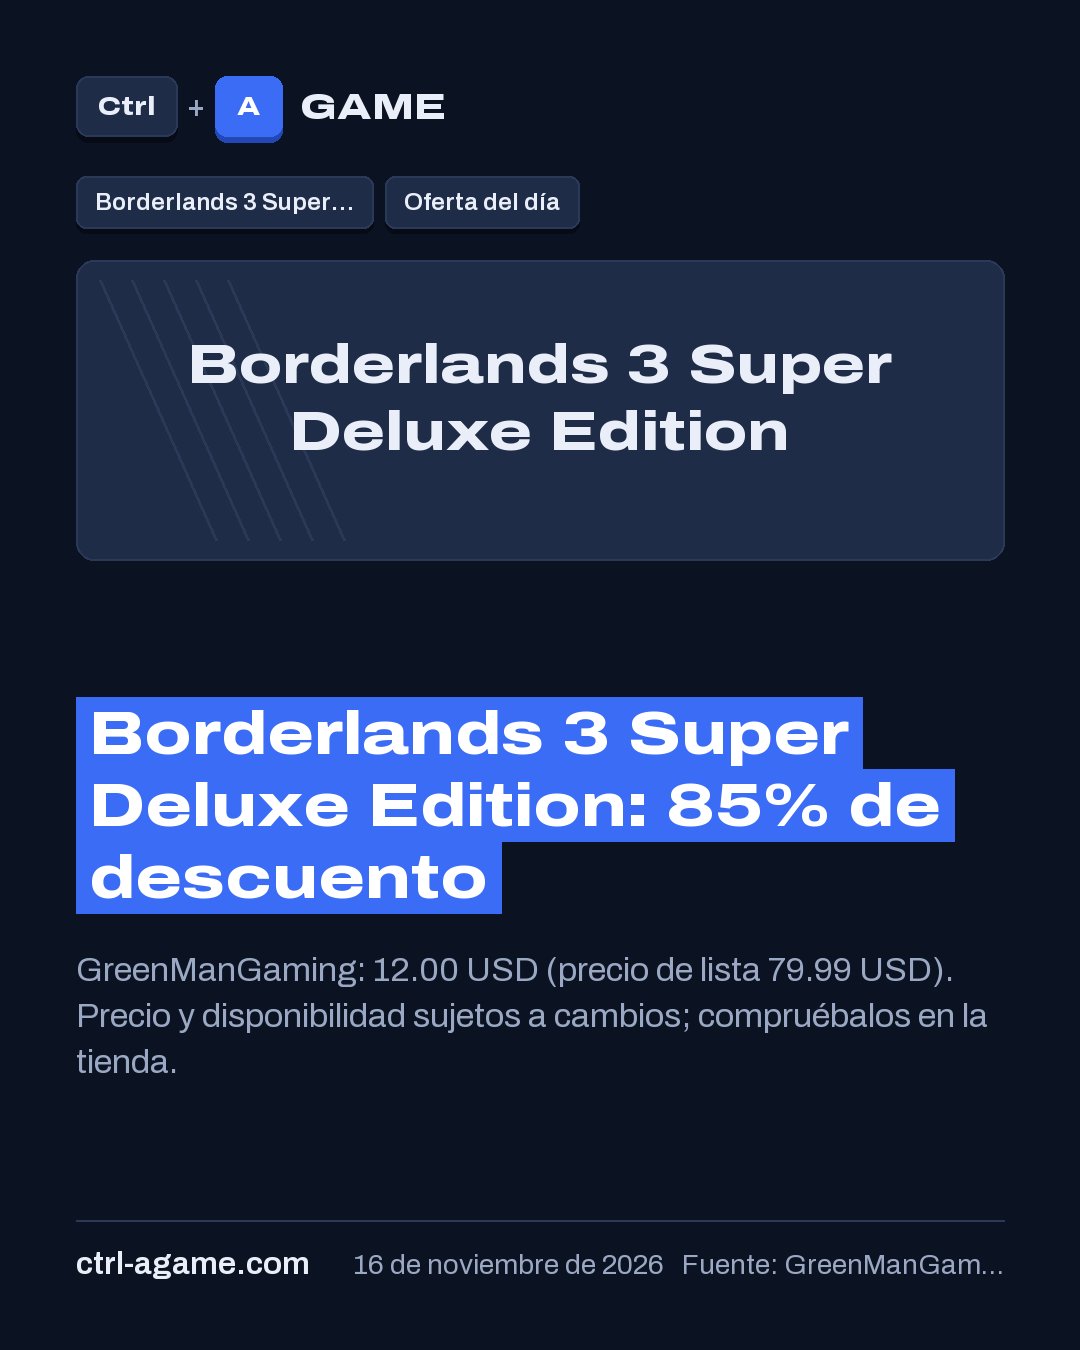 Ctrl + A GAME
Borderlands 3 Super... Oferta del día
Borderlands 3 Super
Deluxe Edition
Borderlands 3 Super
Deluxe Edition: 85% de
descuento
GreenManGaming: 12.00 USD (precio de lista 79.99 USD).
Precio y disponibilidad sujetos a cambios; compruébalos en la
tienda.
ctrl-agame.com 16 de noviembre de 2026 Fuente: GreenManGam...